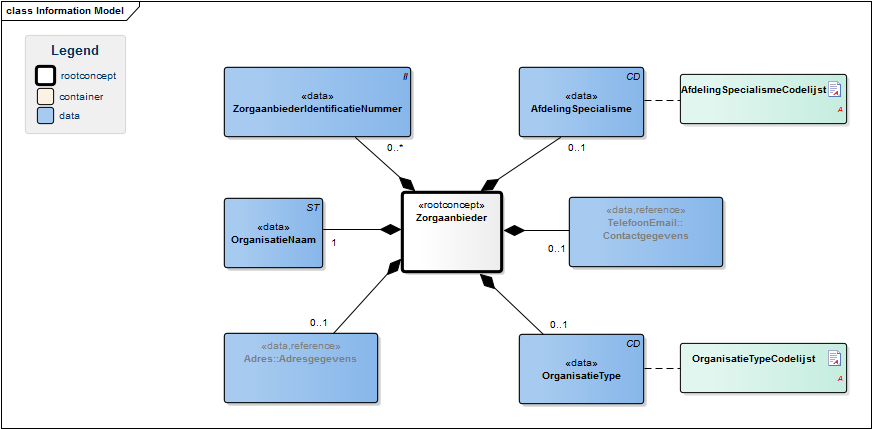 class Information Model
Legend
rootconcept
container
data
II
«data»
ZorgaanbiederIdentificatieNummer
0..*
CD
«data»
AfdelingSpecialisme
0..1
AfdelingSpecialismeCodelijst
A
ST
«data»
OrganisatieNaam
1
«rootconcept»
Zorgaanbieder
«data,reference»
TelefoonEmail::
Contactgegevens
0..1
0..1
«data,reference»
Adres::Adresgegevens
0..1
CD
«data»
OrganisatieType
OrganisatieTypeCodelijst
A